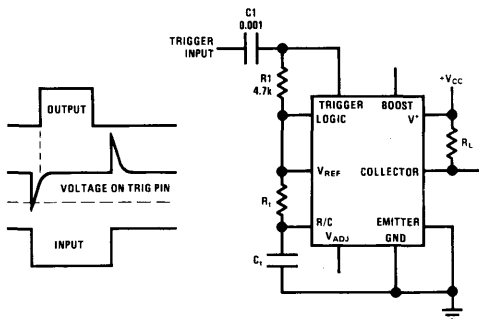 OUTPUT
VOLTAGE ON TRIG PIN
INPUT
C1
0.001
TRIGGER
INPUT
R1
4.7k
TRIGGER
BOOST
LOGIC
V+
+VCC
RL
VREF
COLLECTOR
Rt
R/C
EMITTER
VADJ
GND
Ct